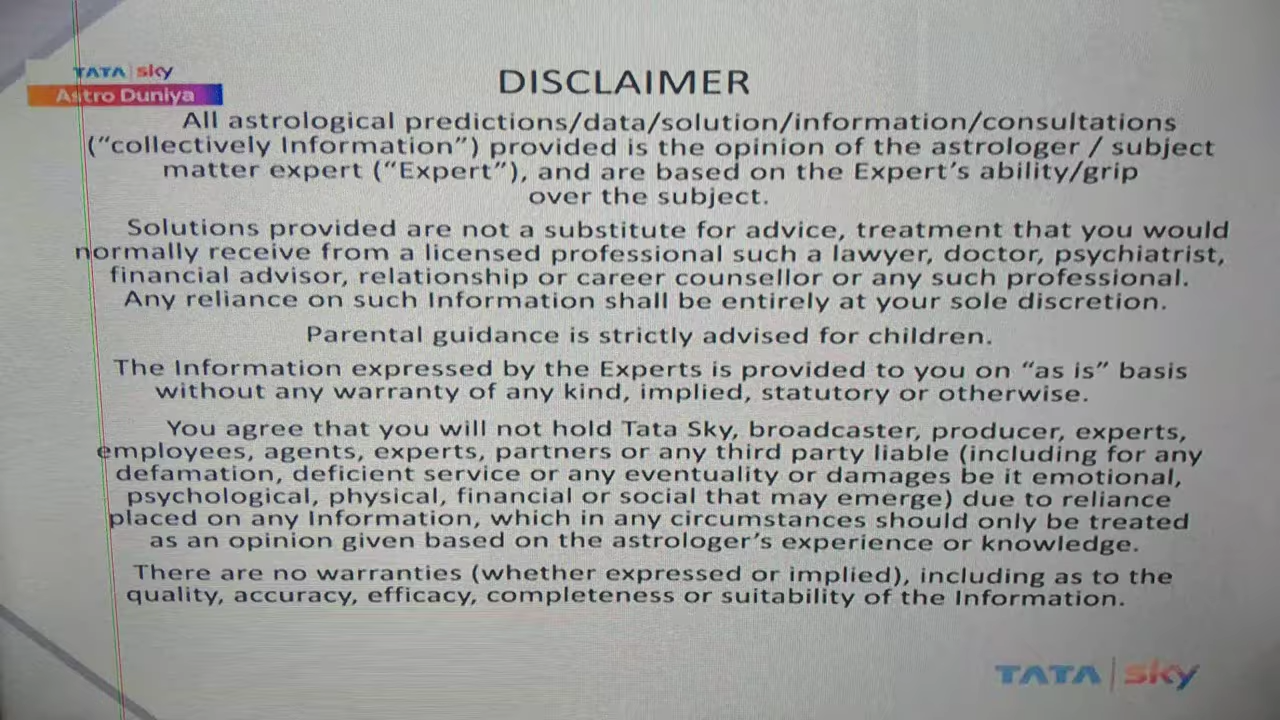 TATA sky
Astro Duniya
DISCLAIMER
All astrological predictions/data/solution/information/consultations
(“collectively Information”) provided is the opinion of the astrologer / subject
matter expert (“Expert”), and are based on the Expert’s ability/grip
over the subject.
Solutions provided are not a substitute for advice, treatment that you would
normally receive from a licensed professional such a lawyer, doctor, psychiatrist,
financial advisor, relationship or career counsellor or any such professional.
Any reliance on such Information shall be entirely at your sole discretion.
Parental guidance is strictly advised for children.
The Information expressed by the Experts is provided to you on “as is” basis
without any warranty of any kind, implied, statutory or otherwise.
You agree that you will not hold Tata Sky, broadcaster, producer, experts,
employees, agents, experts, partners or any third party liable (including for any
defamation, deficient service or any eventuality or damages be it emotional,
psychological, physical, financial or social that may emerge) due to reliance
placed on any Information, which in any circumstances should only be treated
as an opinion given based on the astrologer’s experience or knowledge.
There are no warranties (whether expressed or implied), including as to the
quality, accuracy, efficacy, completeness or suitability of the Information.
TATA sky